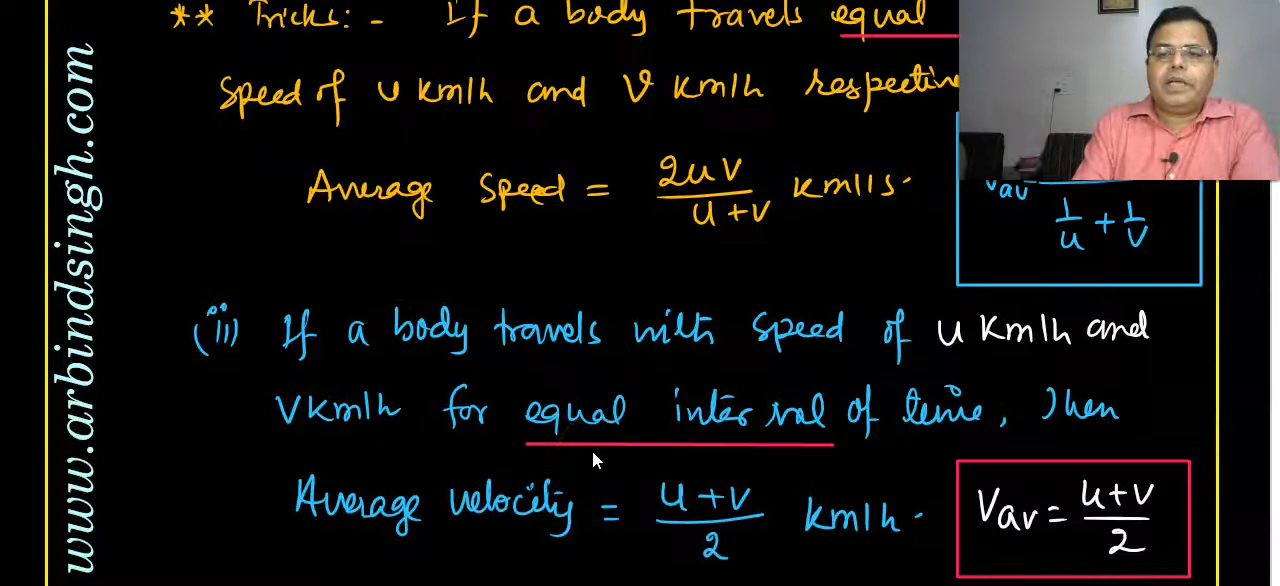 ** Tricks:- If a body travels equal
Speed of u km/h and v km/h respective
Average Speed = 2uv / u+v km/s.
Vav 1/u + 1/v
(ii) If a body travels with speed of u km/h and
v km/h for equal interval of time, Then
Average velocity = u+v / 2 km/h.
Vav = u+v / 2
www.arbindsingh.com